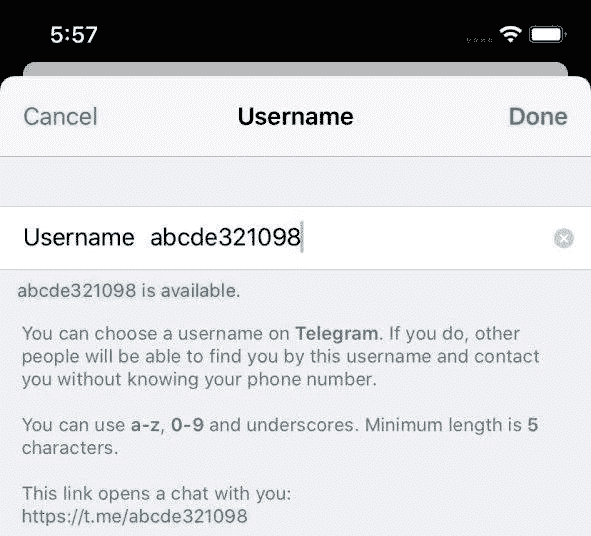 5:57
Cancel Username Done
Username abcde321098
abcde321098 is available.
You can choose a username on Telegram. If you do, other
people will be able to find you by this username and contact
you without knowing your phone number.
You can use a-z, 0-9 and underscores. Minimum length is 5
characters.
This link opens a chat with you:
https://t.me/abcde321098